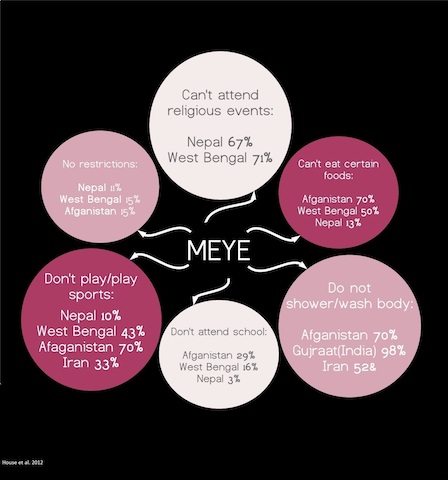 Can't attend
religious events:
Nepal 67%
West Bengal 71%
No restrictions:
Nepal 11%
West Bengal 15%
Afganistan 15%
Can't eat certain
foods:
Afganistan 70%
West Bengal 50%
Nepal 13%
MEYE
Don't play/play
sports:
Nepal 10%
West Bengal 43%
Afaganistan 70%
Iran 33%
Don't attend school:
Afganistan 29%
West Bengal 16%
Nepal 3%
Do not
shower/wash body:
Afganistan 70%
Gujraat(India) 98%
Iran 52&
House et al. 2012